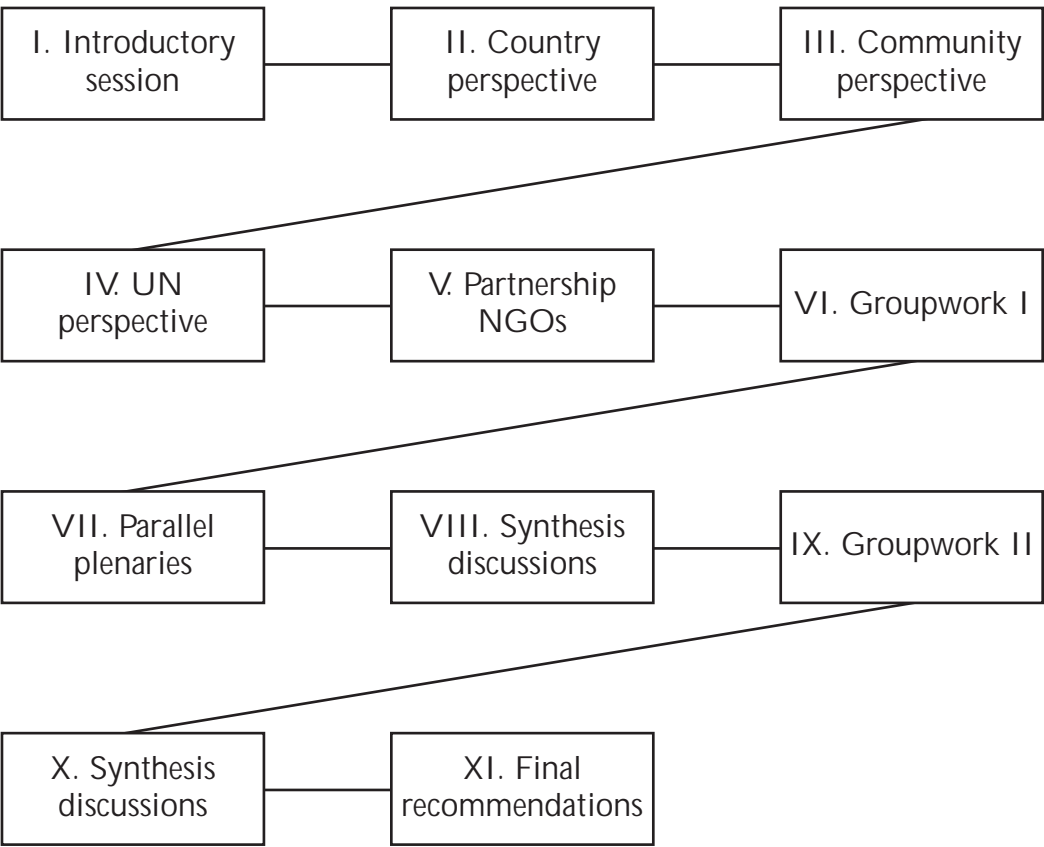 I. Introductory
session
II. Country
perspective
III. Community
perspective
IV. UN
perspective
V. Partnership
NGOs
VI. Groupwork I
VII. Parallel
plenaries
VIII. Synthesis
discussions
IX. Groupwork II
X. Synthesis
discussions
XI. Final
recommendations